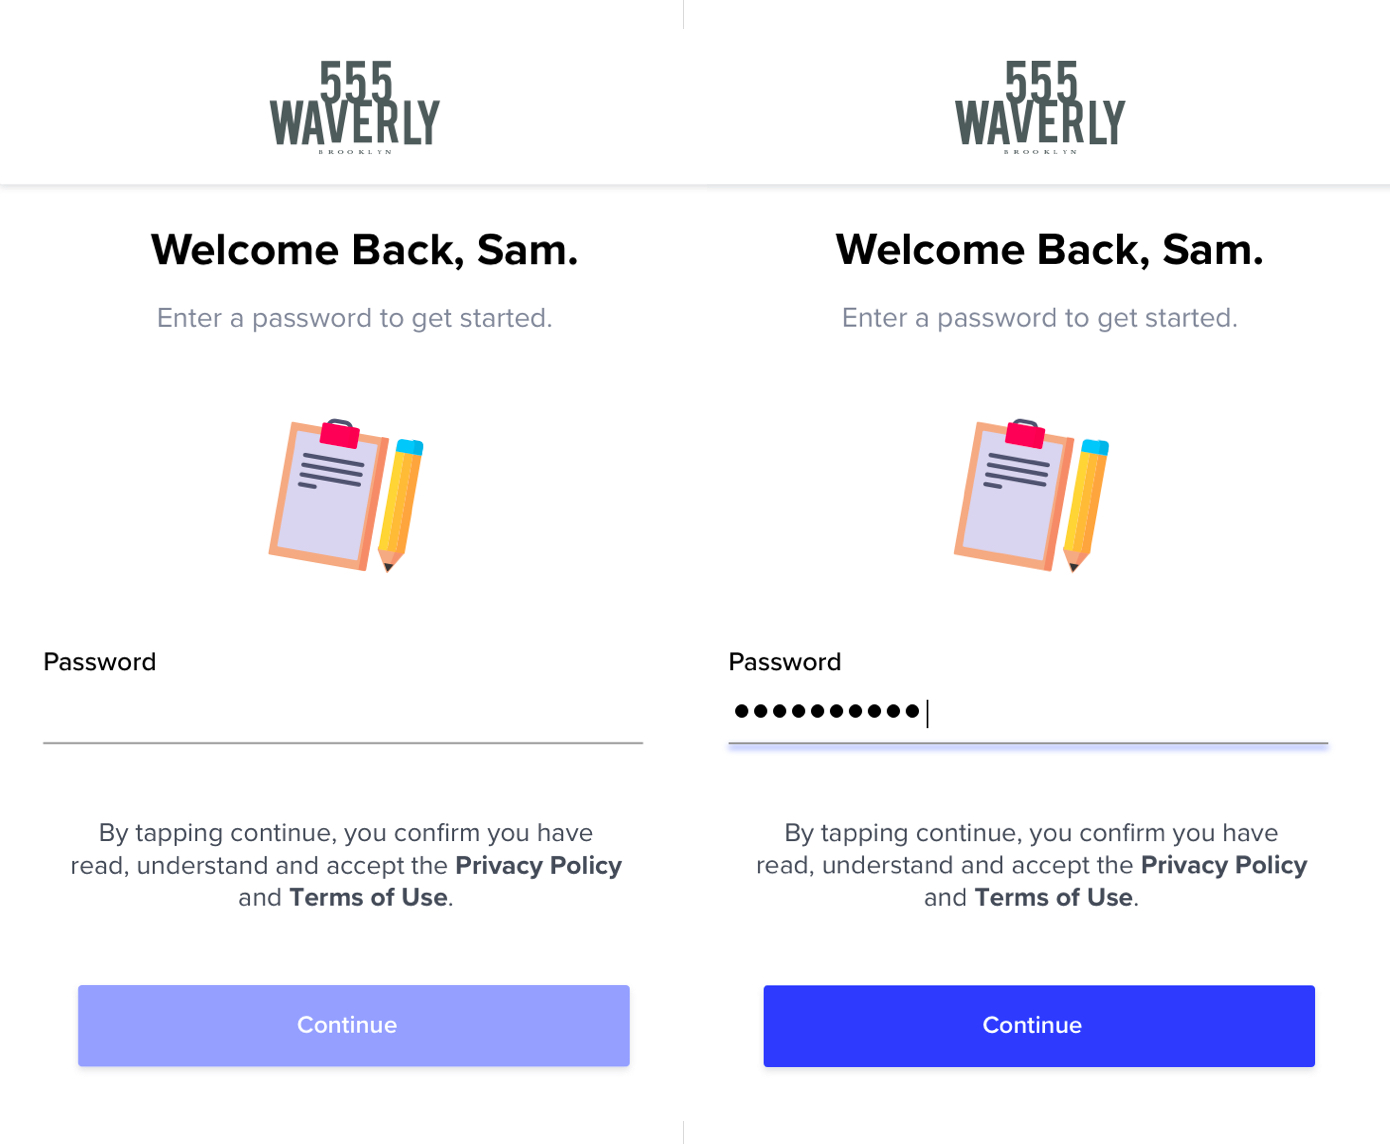 555
WAVERLY
BROOKLYN
Welcome Back, Sam.
Enter a password to get started.
Password
By tapping continue, you confirm you have
read, understand and accept the Privacy Policy
and Terms of Use.
Continue
555
WAVERLY
BROOKLYN
Welcome Back, Sam.
Enter a password to get started.
Password
●●●●●●●●●●
By tapping continue, you confirm you have
read, understand and accept the Privacy Policy
and Terms of Use.
Continue